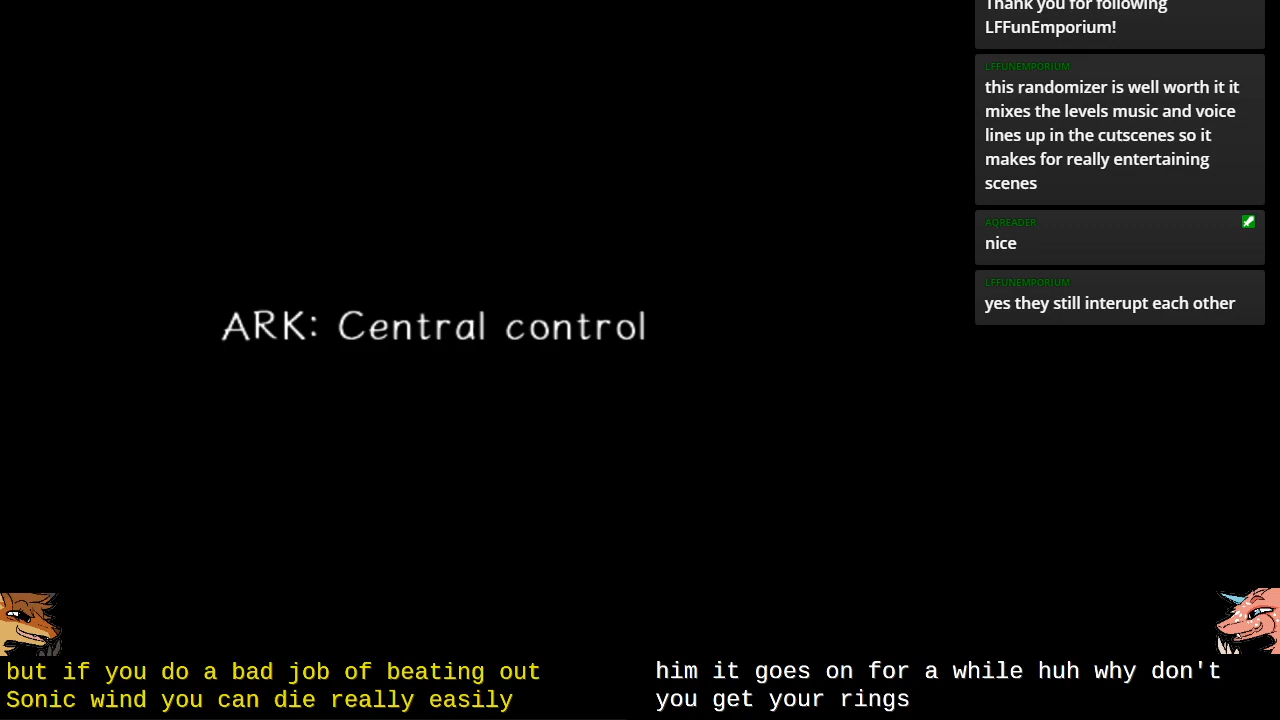 Thank you for following
LFFunEmporium!
LFFUNEMPORIUM
this randomizer is well worth it it
mixes the levels music and voice
lines up in the cutscenes so it
makes for really entertaining
scenes
AQREADER
nice
LFFUNEMPORIUM
yes they still interupt each other
ARK: Central control
but if you do a bad job of beating out
Sonic wind you can die really easily
him it goes on for a while huh why don't
you get your rings